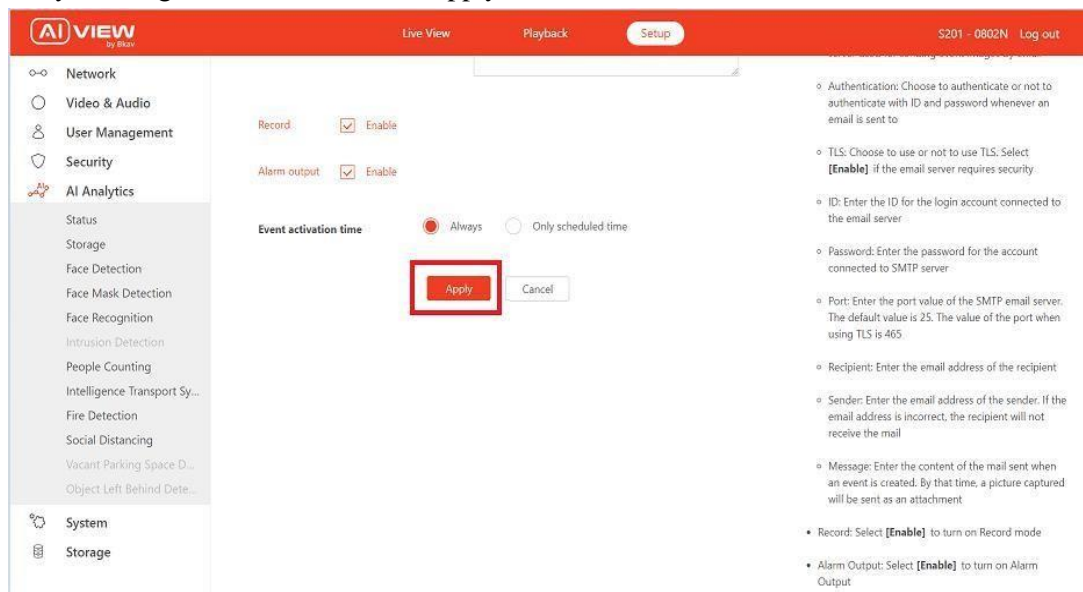 AI VIEW
by Bkav
Live View
Playback
Setup
S201 - 0802N Log out
Network
Video & Audio
User Management
Security
AI Analytics
Status
Storage
Face Detection
Face Mask Detection
Face Recognition
Intrusion Detection
People Counting
Intelligence Transport Sy...
Fire Detection
Social Distancing
Vacant Parking Space D...
Object Left Behind Dete...
System
Storage
Record Enable
Alarm output Enable
Event activation time Always Only scheduled time
Apply Cancel
Authentication: Choose to authenticate or not to
authenticate with ID and password whenever an
email is sent to
TLS: Choose to use or not to use TLS. Select
[Enable] if the email server requires security
ID: Enter the ID for the login account connected to
the email server
Password: Enter the password for the account
connected to SMTP server
Port: Enter the port value of the SMTP email server.
The default value is 25. The value of the port when
using TLS is 465
Recipient: Enter the email address of the recipient
Sender: Enter the email address of the sender. If the
email address is incorrect, the recipient will not
receive the mail
Message: Enter the content of the mail sent when
an event is created. By that time, a picture captured
will be sent as an attachment
Record: Select [Enable] to turn on Record mode
Alarm Output: Select [Enable] to turn on Alarm
Output